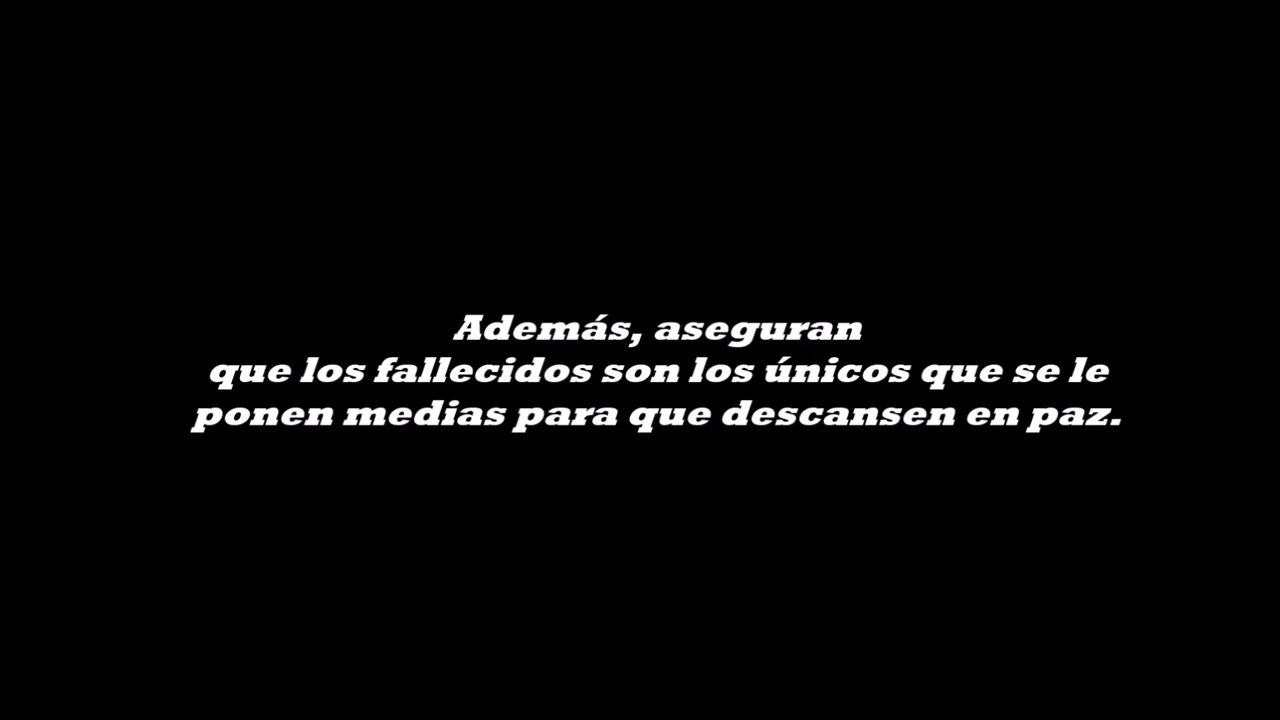 Además, aseguran
que los fallecidos son los únicos que se le
ponen medias para que descansen en paz.